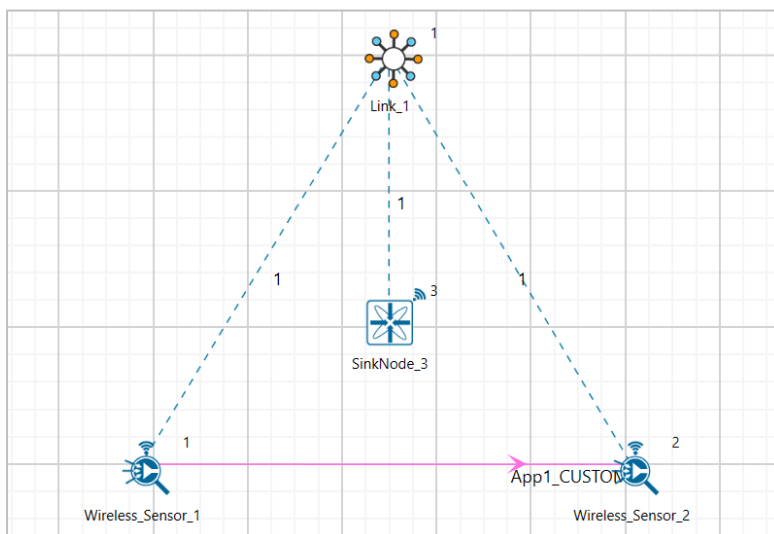 1
Link_1
1
1
1
3
SinkNode_3
1
2
App1_CUSTOM
Wireless_Sensor_1
Wireless_Sensor_2